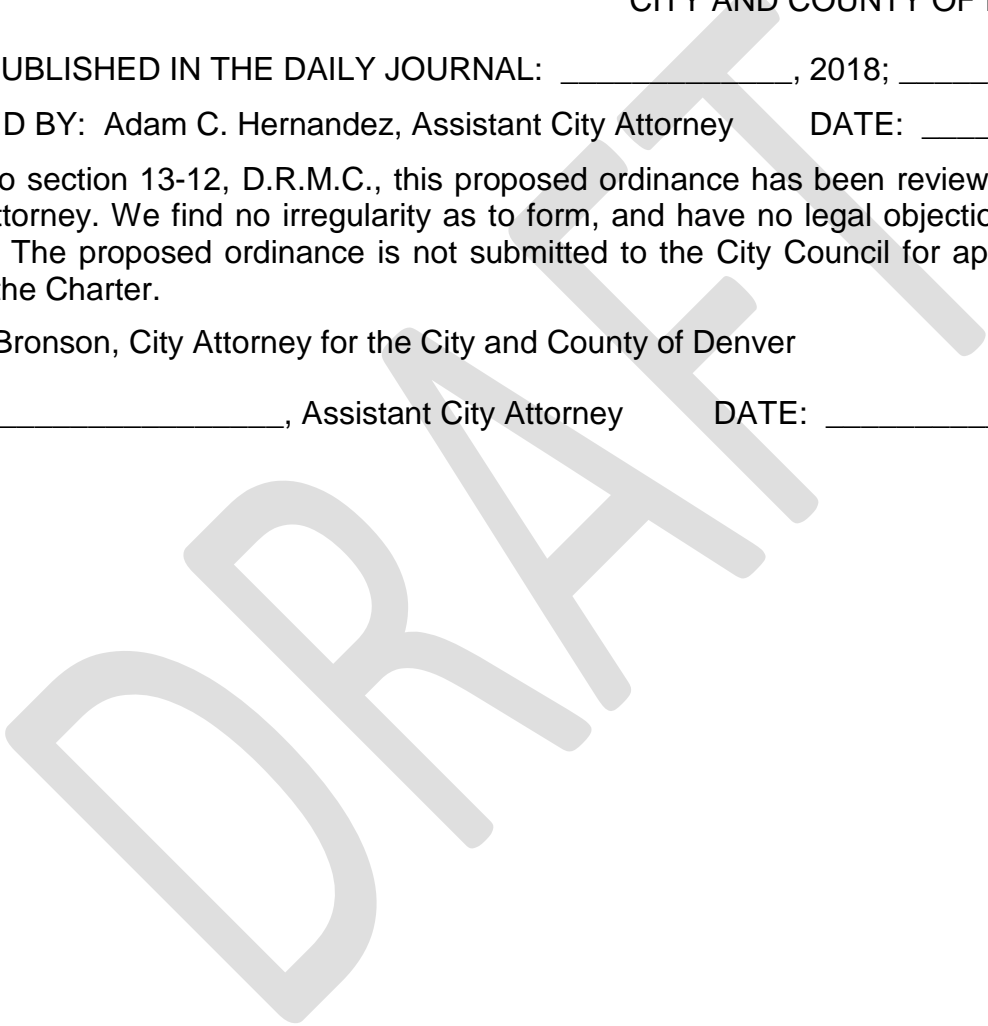 CITY AND COUNTY OF
UBLISHED IN THE DAILY JOURNAL: _____________, 2018; _____
D BY: Adam C. Hernandez, Assistant City Attorney DATE: ____
o section 13-12, D.R.M.C., this proposed ordinance has been review
ttorney. We find no irregularity as to form, and have no legal objectio
The proposed ordinance is not submitted to the City Council for ap
the Charter.
Bronson, City Attorney for the City and County of Denver
________________, Assistant City Attorney DATE: _________
DRAFT